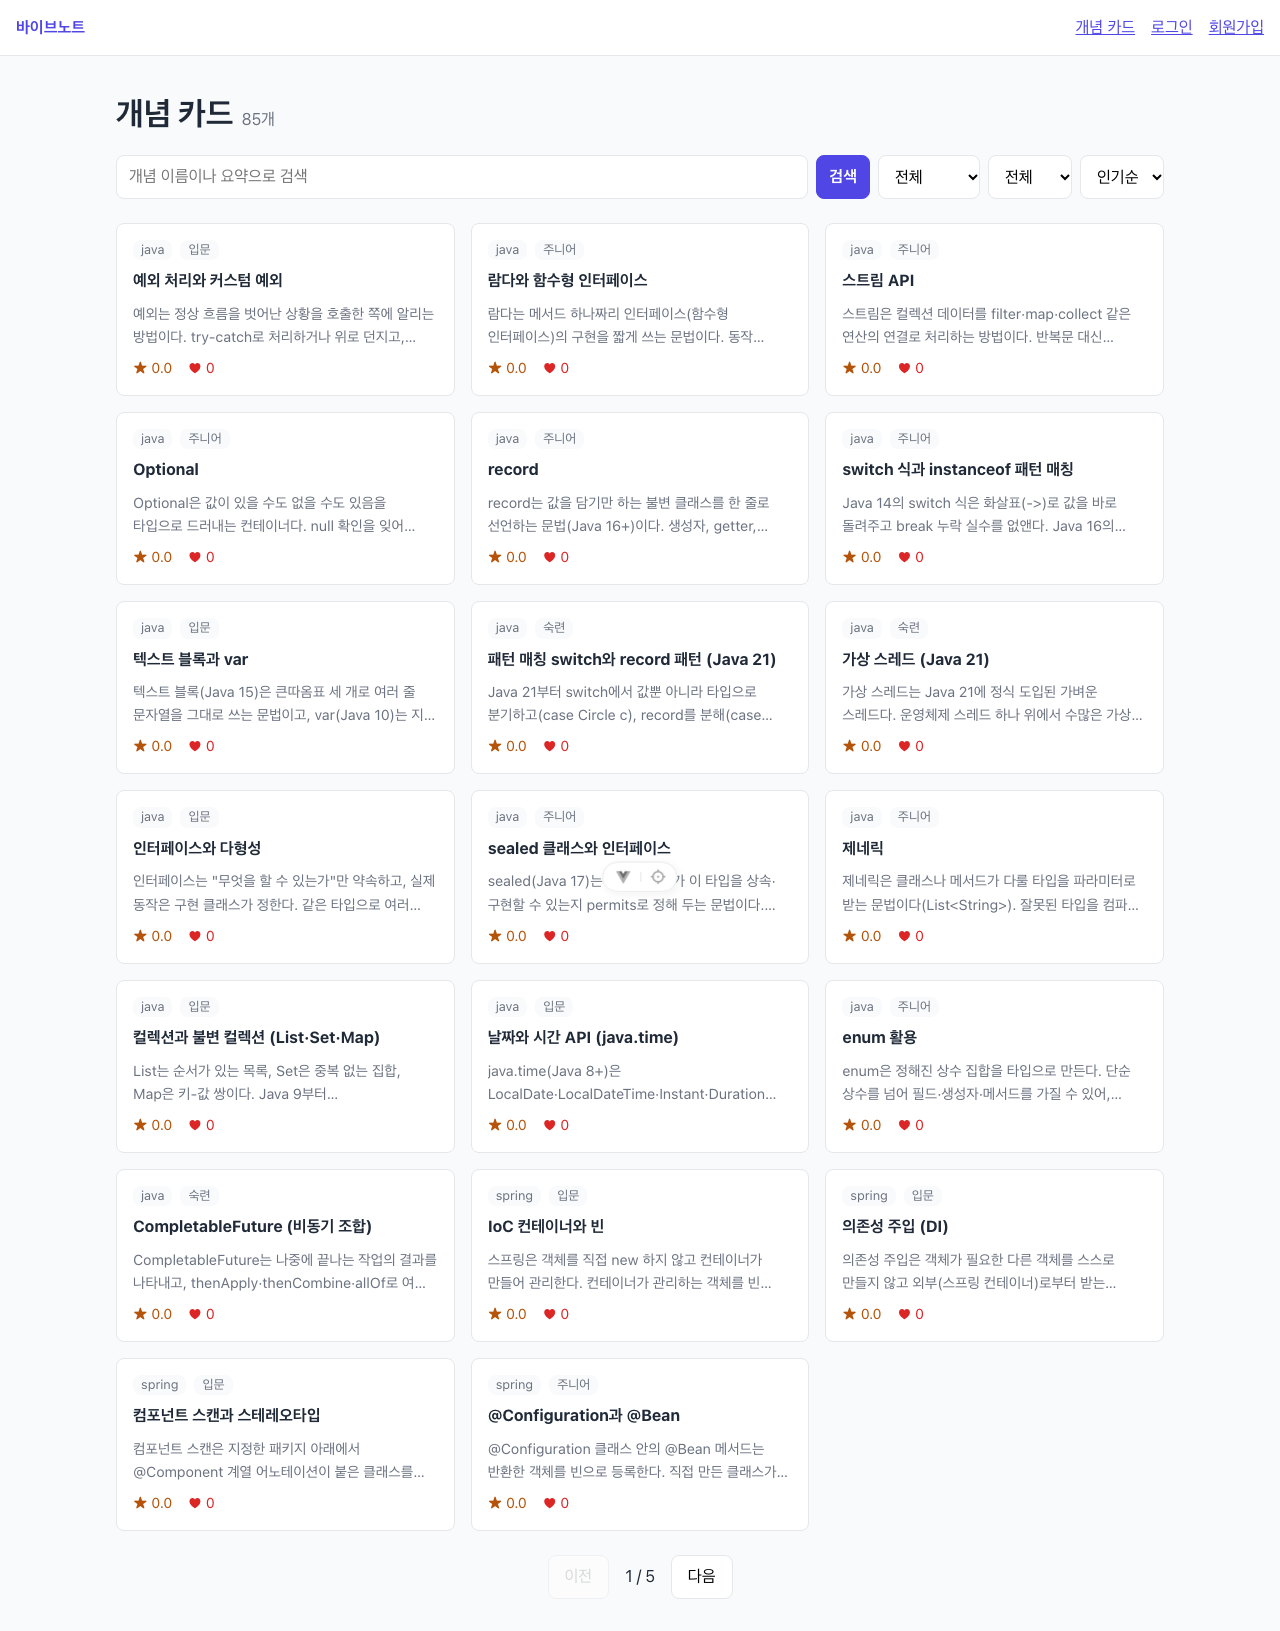 바이브노트
개념 카드 로그인 회원가입
개념 카드 85개
개념 이름이나 요약으로 검색 검색 전체 전체 인기순
java 입문
예외 처리와 커스텀 예외
예외는 정상 흐름을 벗어난 상황을 호출한 쪽에 알리는
방법이다. try-catch로 처리하거나 위로 던지고,...
0.0 0
java 주니어
람다와 함수형 인터페이스
람다는 메서드 하나짜리 인터페이스(함수형
인터페이스)의 구현을 짧게 쓰는 문법이다. 동작...
0.0 0
java 주니어
스트림 API
스트림은 컬렉션 데이터를 filter·map·collect 같은
연산의 연결로 처리하는 방법이다. 반복문 대신...
0.0 0
java 주니어
Optional
Optional은 값이 있을 수도 없을 수도 있음을
타입으로 드러내는 컨테이너다. null 확인을 잊어...
0.0 0
java 주니어
record
record는 값을 담기만 하는 불변 클래스를 한 줄로
선언하는 문법(Java 16+)이다. 생성자, getter,...
0.0 0
java 주니어
switch 식과 instanceof 패턴 매칭
Java 14의 switch 식은 화살표(->)로 값을 바로
돌려주고 break 누락 실수를 없앤다. Java 16의...
0.0 0
java 입문
텍스트 블록과 var
텍스트 블록(Java 15)은 큰따옴표 세 개로 여러 줄
문자열을 그대로 쓰는 문법이고, var(Java 10)는 지...
0.0 0
java 숙련
패턴 매칭 switch와 record 패턴 (Java 21)
Java 21부터 switch에서 값뿐 아니라 타입으로
분기하고(case Circle c), record를 분해(case...
0.0 0
java 숙련
가상 스레드 (Java 21)
가상 스레드는 Java 21에 정식 도입된 가벼운
스레드다. 운영체제 스레드 하나 위에서 수많은 가상...
0.0 0
java 입문
인터페이스와 다형성
인터페이스는 "무엇을 할 수 있는가"만 약속하고, 실제
동작은 구현 클래스가 정한다. 같은 타입으로 여러...
0.0 0
java 주니어
sealed 클래스와 인터페이스
sealed(Java 17)는 가 이 타입을 상속·
구현할 수 있는지 permits로 정해 두는 문법이다....
0.0 0
java 주니어
제네릭
제네릭은 클래스나 메서드가 다룰 타입을 파라미터로
받는 문법이다(List<String>). 잘못된 타입을 컴파...
0.0 0
java 입문
컬렉션과 불변 컬렉션 (List·Set·Map)
List는 순서가 있는 목록, Set은 중복 없는 집합,
Map은 키-값 쌍이다. Java 9부터...
0.0 0
java 입문
날짜와 시간 API (java.time)
java.time(Java 8+)은
LocalDate·LocalDateTime·Instant·Duration...
0.0 0
java 주니어
enum 활용
enum은 정해진 상수 집합을 타입으로 만든다. 단순
상수를 넘어 필드·생성자·메서드를 가질 수 있어,...
0.0 0
java 숙련
CompletableFuture (비동기 조합)
CompletableFuture는 나중에 끝나는 작업의 결과를
나타내고, thenApply·thenCombine·allOf로 여...
0.0 0
spring 입문
IoC 컨테이너와 빈
스프링은 객체를 직접 new 하지 않고 컨테이너가
만들어 관리한다. 컨테이너가 관리하는 객체를 빈...
0.0 0
spring 입문
의존성 주입 (DI)
의존성 주입은 객체가 필요한 다른 객체를 스스로
만들지 않고 외부(스프링 컨테이너)로부터 받는...
0.0 0
spring 입문
컴포넌트 스캔과 스테레오타입
컴포넌트 스캔은 지정한 패키지 아래에서
@Component 계열 어노테이션이 붙은 클래스를...
0.0 0
spring 주니어
@Configuration과 @Bean
@Configuration 클래스 안의 @Bean 메서드는
반환한 객체를 빈으로 등록한다. 직접 만든 클래스가...
0.0 0
이전 1 / 5 다음